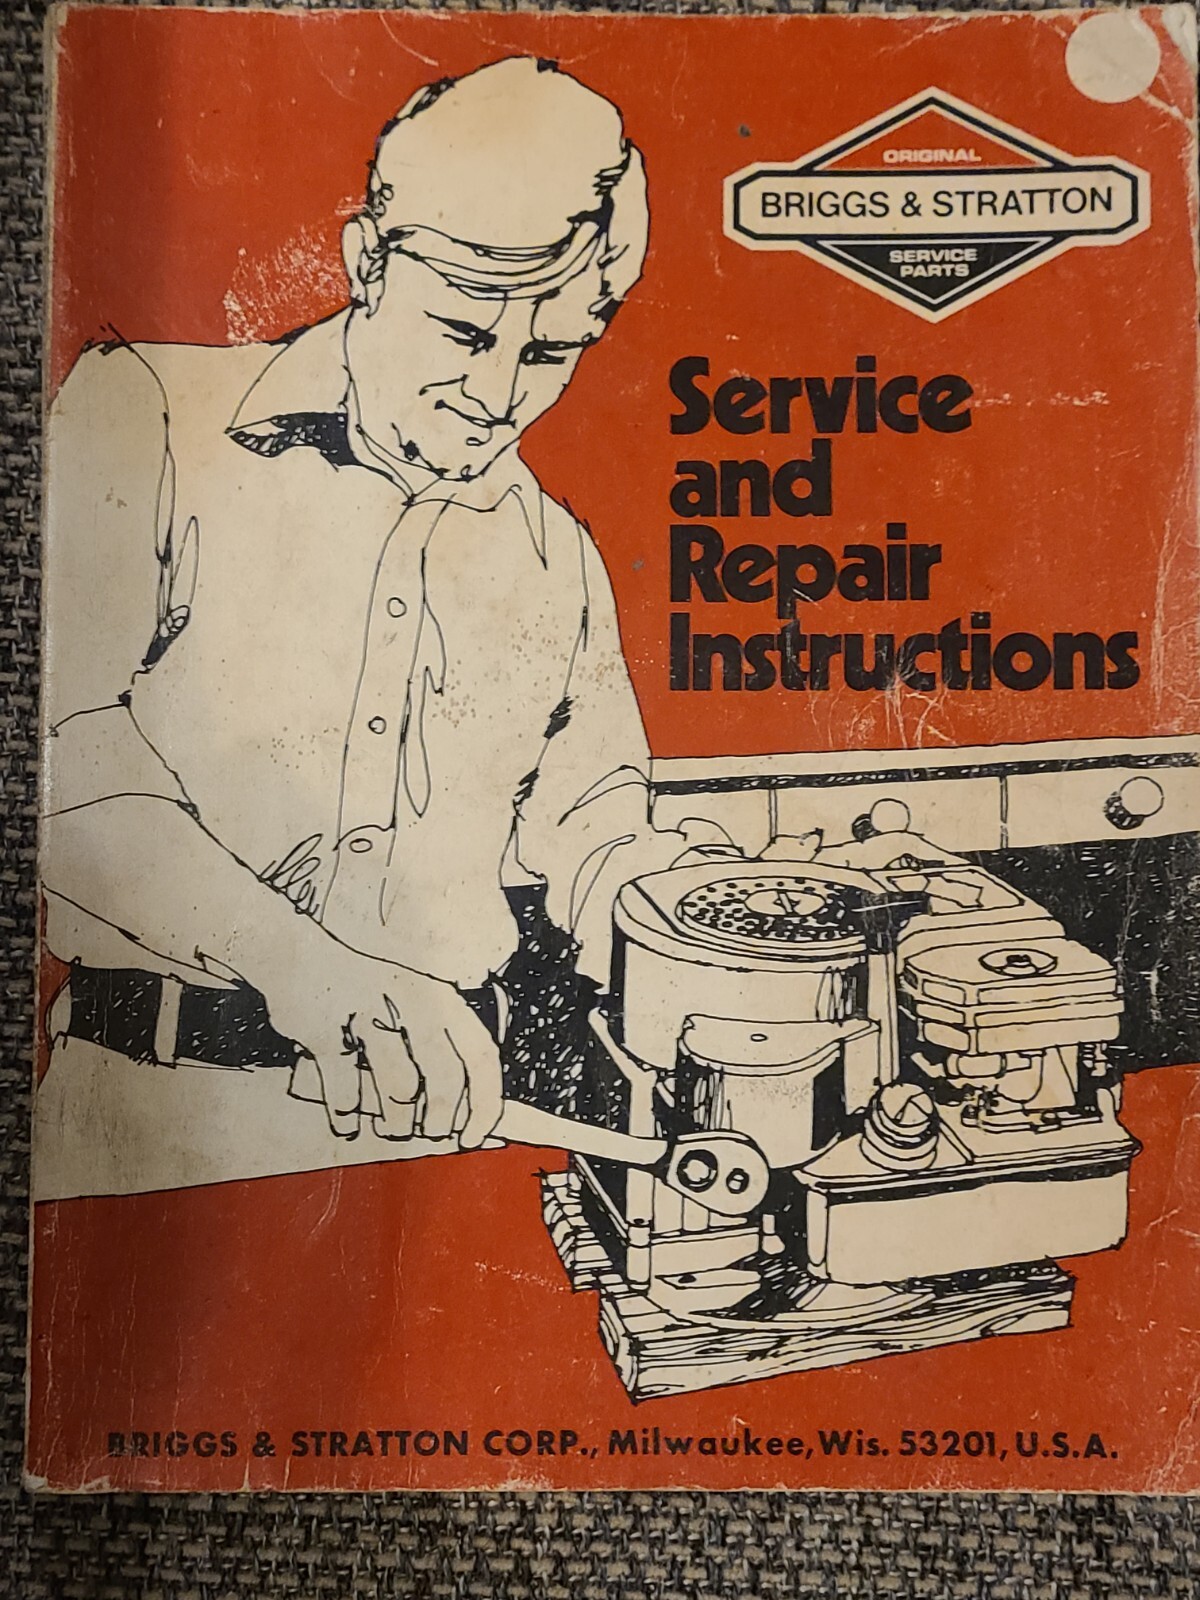 ORIGINAL
BRIGGS & STRATTON
SERVICE
PARTS
Service
and
Repair
Instructions
BRIGGS & STRATTON CORP., Milwaukee, Wis. 53201, U.S.A.